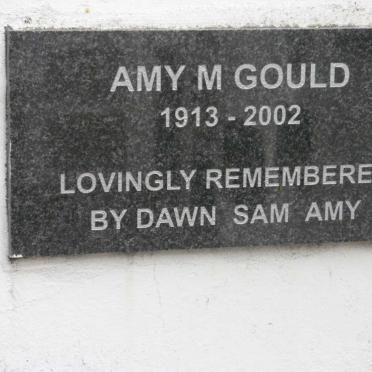 AMY M GOULD
1913 - 2002
LOVINGLY REMEMBERE
BY DAWN SAM AMY